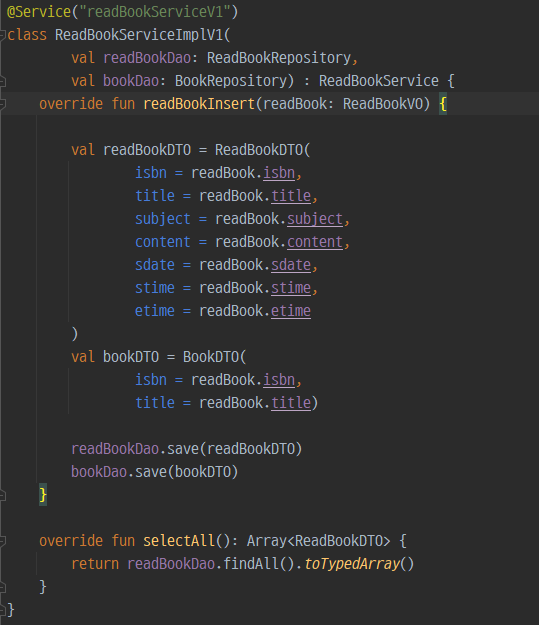 @Service("readBookServiceV1")
class ReadBookServiceImplV1(
        val readBookDao: ReadBookRepository,
        val bookDao: BookRepository) : ReadBookService {
    override fun readBookInsert(readBook: ReadBookVO) {

        val readBookDTO = ReadBookDTO(
                isbn = readBook.isbn,
                title = readBook.title,
                subject = readBook.subject,
                content = readBook.content,
                sdate = readBook.sdate,
                stime = readBook.stime,
                etime = readBook.etime
        )
        val bookDTO = BookDTO(
                isbn = readBook.isbn,
                title = readBook.title)

        readBookDao.save(readBookDTO)
        bookDao.save(bookDTO)
    }

    override fun selectAll(): Array<ReadBookDTO> {
        return readBookDao.findAll().toTypedArray()
    }
}